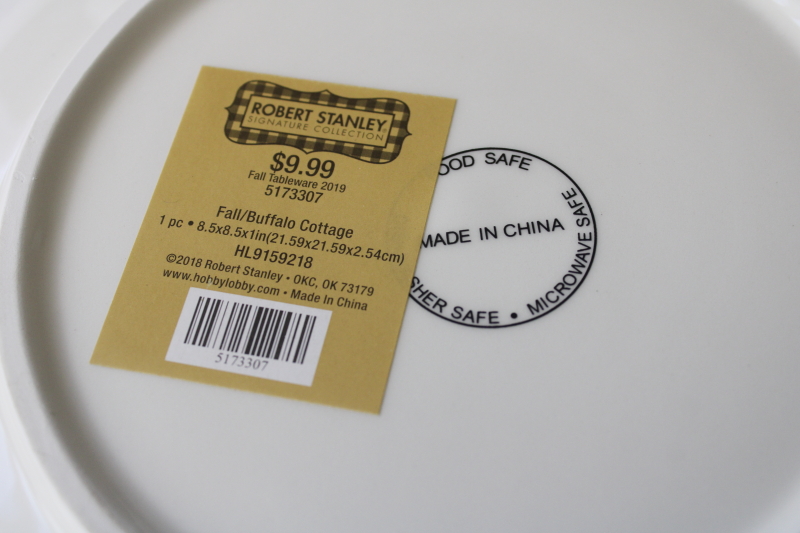 ROBERT STANLEY
SIGNATURE COLLECTION
$9.99
Fall Tableware 2019
5173307
Fall/Buffalo Cottage
1 pc • 8.5x8.5x1in(21.59x21.59x2.54cm)
HL9159218
©2018 Robert Stanley • OKC, OK 73179
www.hobbylobby.com • Made In China
5173307
OOD SAFE
MADE IN CHINA
SHER SAFE • MICROWAVE SAFE